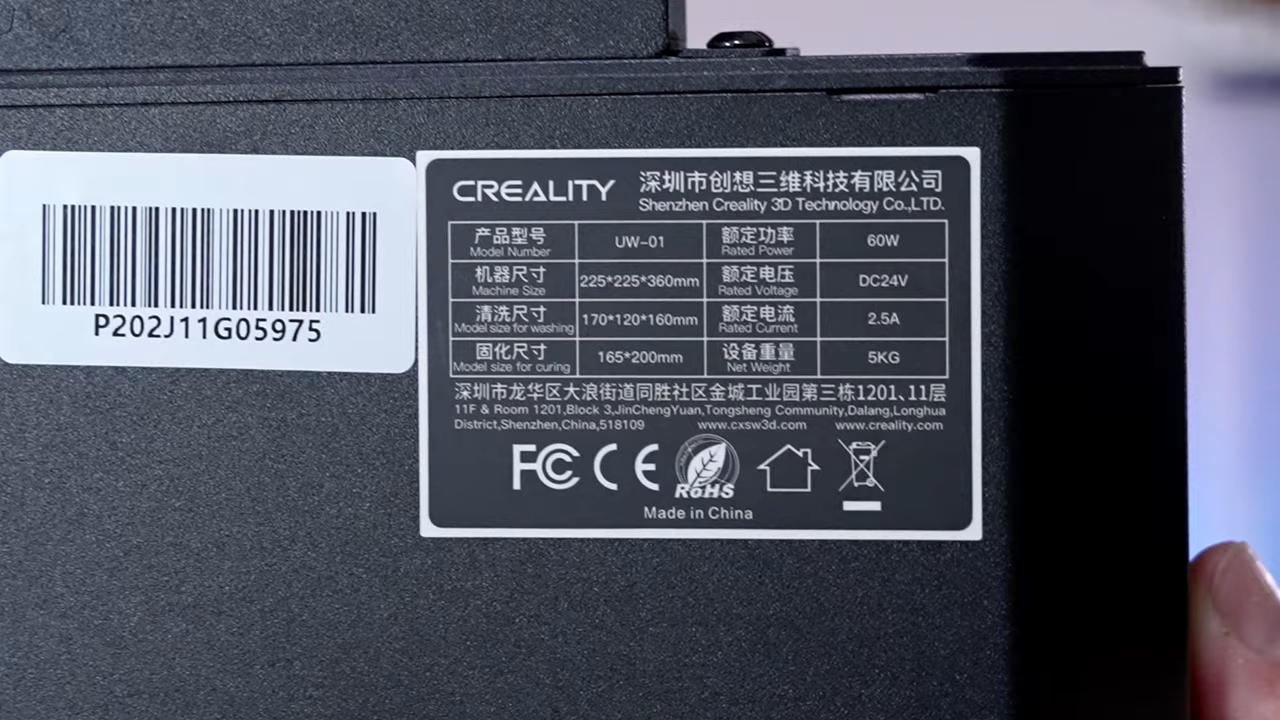 P202J11G05975
CREALITY
深圳市创想三维科技有限公司
Shenzhen Creality 3D Technology Co.,LTD.
产品型号 UW-01 额定功率 60W
Model Number Rated Power
机器尺寸 225*225*360mm 额定电压 DC24V
Machine Size Rated Voltage
清洗尺寸 170*120*160mm 额定电流 2.5A
Model size for washing Rated Current
固化尺寸 165*200mm 设备重量 5KG
Model size for curing Net Weight
深圳市龙华区大浪街道同胜社区金城工业园第三栋1201、11层
11F & Room 1201,Block 3,JinChengYuan,Tongsheng Community,Dalang,Longhua
District,Shenzhen,China,518109 www.cxsw3d.com www.creality.com
FC CE RoHS
Made in China